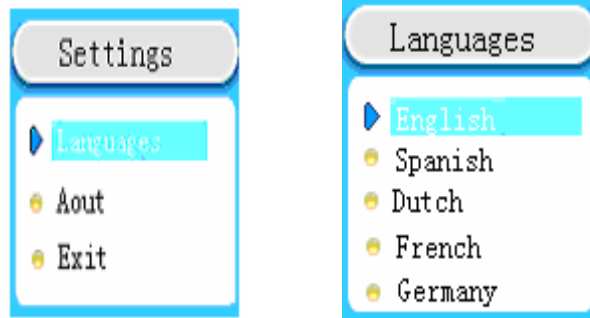 Settings
Languages
Aout
Exit
Languages
English
Spanish
Dutch
French
Germany